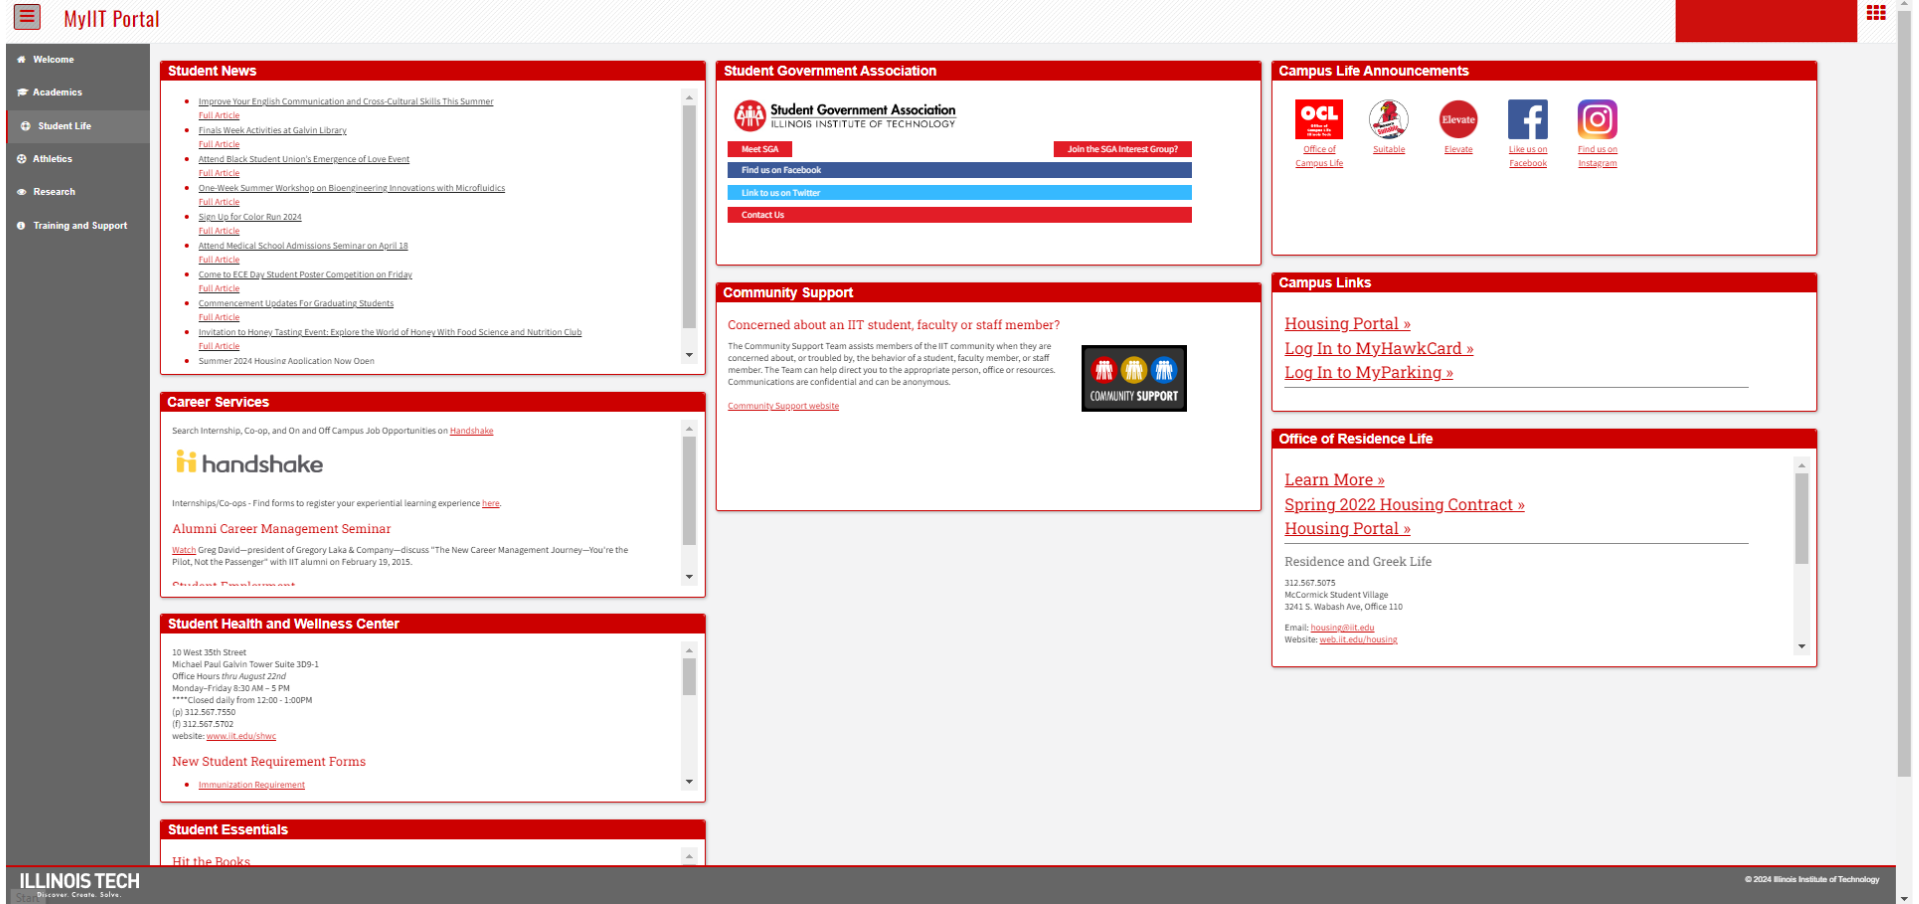 MyIIT Portal
Welcome
Academics
Student Life
Athletics
Research
Training and Support
Student News
Improve Your English Communication and Cross-Cultural Skills This Summer
Full Article
Finals Week Activities at Galvin Library
Full Article
Attend Black Student Union's Emergence of Love Event
Full Article
One-Week Summer Workshop on Bioengineering Innovations with Microfluidics
Full Article
Sign Up for Color Run 2024
Full Article
Attend Medical School Admissions Seminar on April 18
Full Article
Come to ECE Day Student Poster Competition on Friday
Full Article
Commencement Updates For Graduating Students
Full Article
Invitation to Honey Tasting Event: Explore the World of Honey With Food Science and Nutrition Club
Full Article
Summer 2024 Housing Application Now Open
Career Services
Search Internship, Co-op, and On and Off Campus Job Opportunities on Handshake
handshake
Internships/Co-ops - Find forms to register your experiential learning experience here.
Alumni Career Management Seminar
Watch Greg David—president of Gregory Laka & Company—discuss "The New Career Management Journey—You're the
Pilot, Not the Passenger" with IIT alumni on February 19, 2015.
Student Employment
Student Health and Wellness Center
10 West 35th Street
Michael Paul Galvin Tower Suite 3D9-1
Office Hours thru August 22nd
Monday–Friday 8:30 AM – 5 PM
****Closed daily from 12:00 - 1:00PM
(p) 312.567.7550
(f) 312.567.5702
website: www.iit.edu/shwc
New Student Requirement Forms
Immunization Requirement
Student Essentials
Hit the Books
Student Government Association
Student Government Association
ILLINOIS INSTITUTE OF TECHNOLOGY
Meet SGA
Join the SGA Interest Group?
Find us on Facebook
Link to us on Twitter
Contact Us
Community Support
Concerned about an IIT student, faculty or staff member?
The Community Support Team assists members of the IIT community when they are
concerned about, or troubled by, the behavior of a student, faculty member, or staff
member. The Team can help direct you to the appropriate person, office or resources.
Communications are confidential and can be anonymous.
Community Support website
COMMUNITY SUPPORT
Campus Life Announcements
OCL
Office of
Campus Life
Illinois Tech
Suitable
Elevate
Office of
Campus Life
Suitable
Elevate
Like us on
Facebook
Find us on
Instagram
Campus Links
Housing Portal »
Log In to MyHawkCard »
Log In to MyParking »
Office of Residence Life
Learn More »
Spring 2022 Housing Contract »
Housing Portal »
Residence and Greek Life
312.567.5075
McCormick Student Village
3241 S. Wabash Ave, Office 110
Email: housing@iit.edu
Website: web.iit.edu/housing
ILLINOIS TECH
Discover. Create. Solve.
Start
© 2024 Illinois Institute of Technology